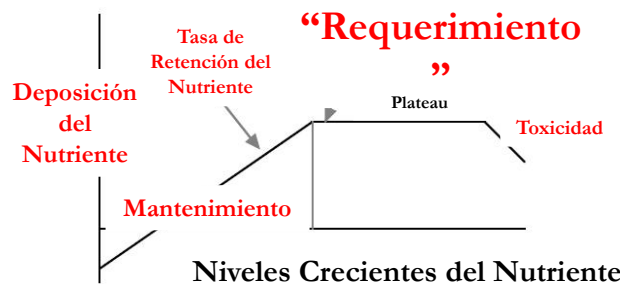 “Requerimiento
”
Tasa de
Retención del
Nutriente
Deposición
del
Nutriente
Plateau
Toxicidad
Mantenimiento
Niveles Crecientes del Nutriente